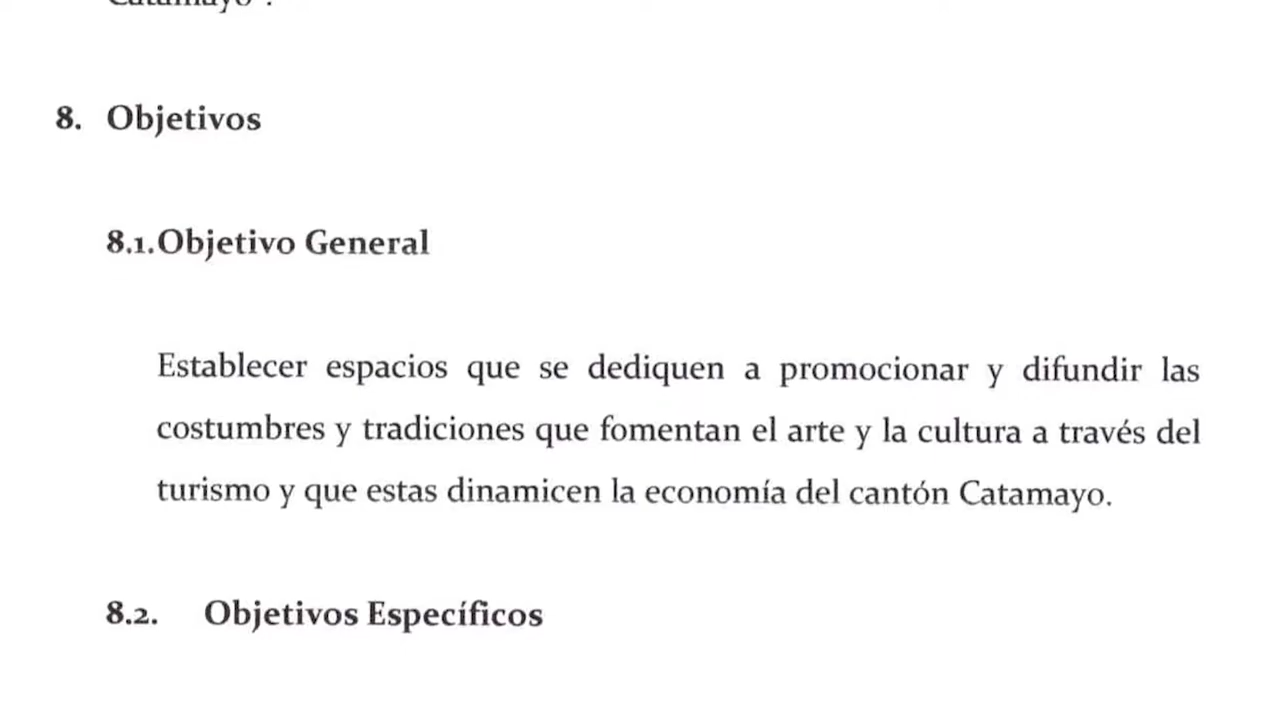 8. Objetivos
8.1.Objetivo General
Establecer espacios que se dediquen a promocionar y difundir las
costumbres y tradiciones que fomentan el arte y la cultura a través del
turismo y que estas dinamicen la economía del cantón Catamayo.
8.2. Objetivos Específicos